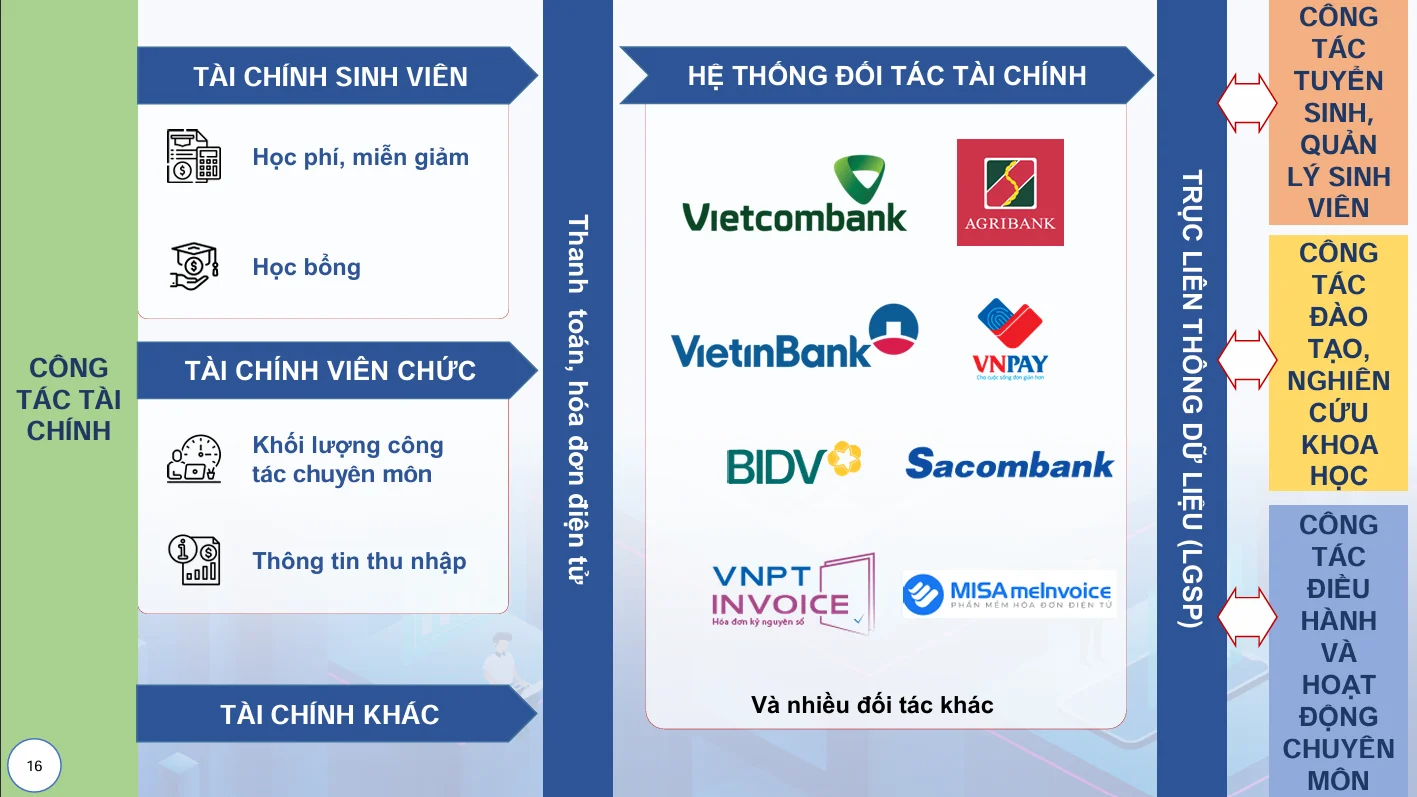 CÔNG
TÁC TÀI
CHÍNH
16
TÀI CHÍNH SINH VIÊN
Học phí, miễn giảm
Học bổng
TÀI CHÍNH VIÊN CHỨC
Khối lượng công
tác chuyên môn
Thông tin thu nhập
TÀI CHÍNH KHÁC
Thanh toán, hóa đơn điện tử
HỆ THỐNG ĐỐI TÁC TÀI CHÍNH
Vietcombank
AGRIBANK
VietinBank
VNPAY
Cho cuộc sống đơn giản hơn
BIDV
Sacombank
VNPT
INVOICE
Hóa đơn kỷ nguyên số
MISA meInvoice
PHẦN MỀM HÓA ĐƠN ĐIỆN TỬ
Và nhiều đối tác khác
TRỤC LIÊN THÔNG DỮ LIỆU (LGSP)
CÔNG
TÁC
TUYỂN
SINH,
QUẢN
LÝ SINH
VIÊN
CÔNG
TÁC
ĐÀO
TẠO,
NGHIÊN
CỨU
KHOA
HỌC
CÔNG
TÁC
ĐIỀU
HÀNH
VÀ
HOẠT
ĐỘNG
CHUYÊN
MÔN